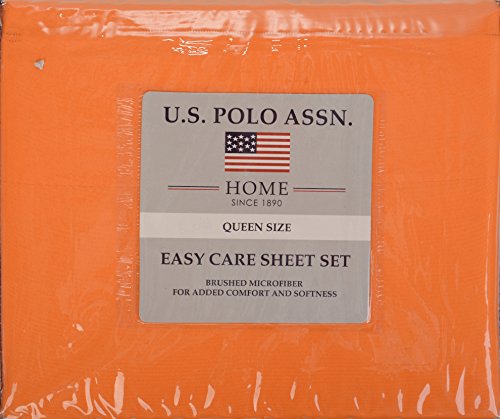 U.S. POLO ASSN.
HOME
SINCE 1890
QUEEN SIZE
EASY CARE SHEET SET
BRUSHED MICROFIBER
FOR ADDED COMFORT AND SOFTNESS